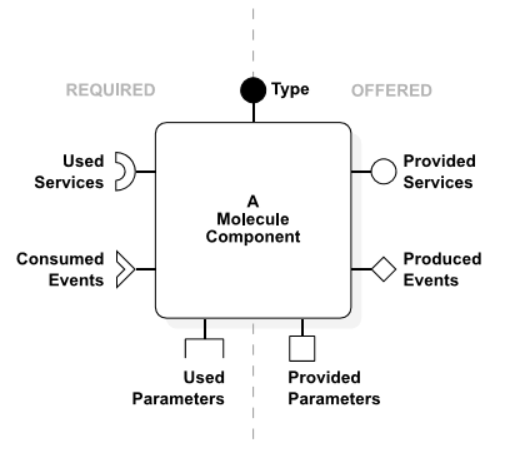 REQUIRED
Type
OFFERED
Used
Services
Provided
Services
A
Molecule
Component
Consumed
Events
Produced
Events
Used
Parameters
Provided
Parameters